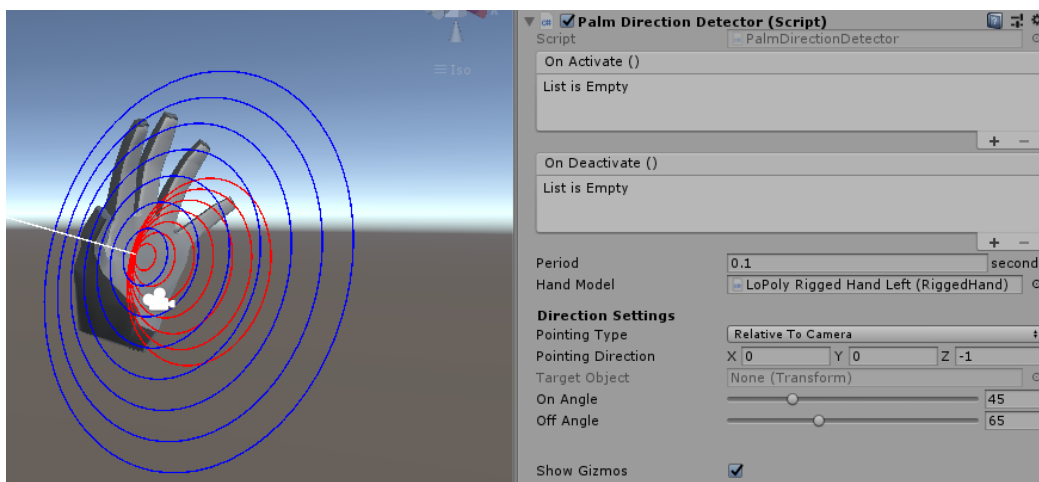 Iso
Palm Direction Detector (Script)
Script PalmDirectionDetector
On Activate ()
List is Empty
+ −
On Deactivate ()
List is Empty
+ −
Period 0.1 second
Hand Model LoPoly Rigged Hand Left (RiggedHand)
Direction Settings
Pointing Type Relative To Camera
Pointing Direction X 0 Y 0 Z -1
Target Object None (Transform)
On Angle 45
Off Angle 65
Show Gizmos